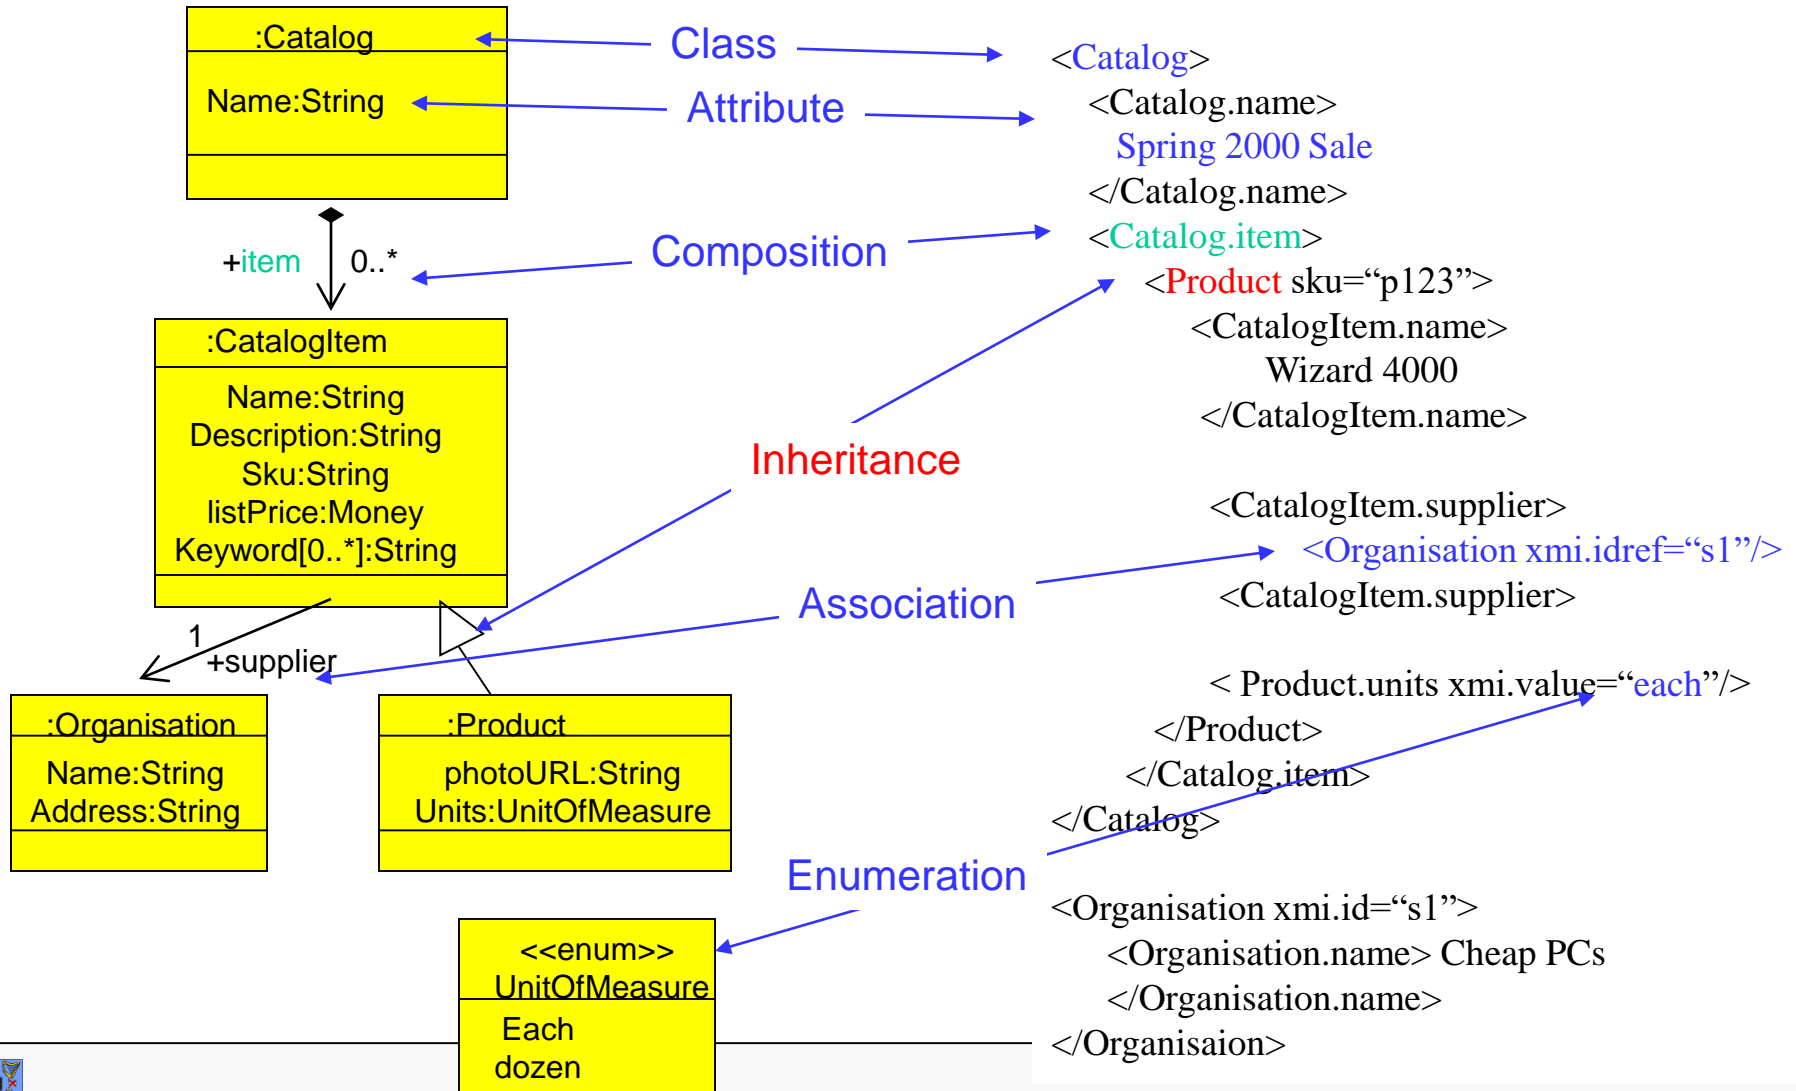 :Catalog
Name:String
+item
0..*
:CatalogItem
Name:String
Description:String
Sku:String
listPrice:Money
Keyword[0..*]:String
1
+supplier
:Organisation
Name:String
Address:String
:Product
photoURL:String
Units:UnitOfMeasure
<<enum>>
UnitOfMeasure
Each
dozen
Class
Attribute
Composition
Inheritance
Association
Enumeration
<Catalog>
<Catalog.name>
Spring 2000 Sale
</Catalog.name>
<Catalog.item>
<Product sku=“p123”>
<CatalogItem.name>
Wizard 4000
</CatalogItem.name>
<CatalogItem.supplier>
<Organisation xmi.idref=“s1”/>
<CatalogItem.supplier>
< Product.units xmi.value=“each”/>
</Product>
</Catalog.item>
</Catalog>
<Organisation xmi.id=“s1”>
<Organisation.name> Cheap PCs
</Organisation.name>
</Organisaion>